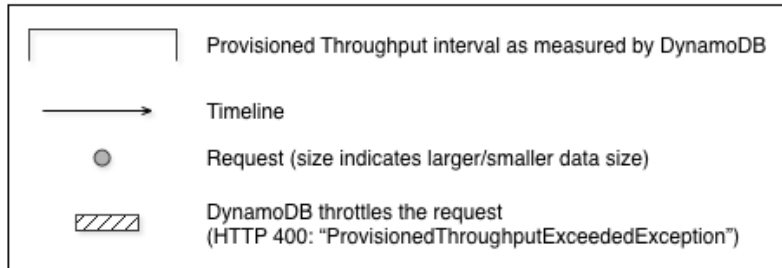 Provisioned Throughput interval as measured by DynamoDB
Timeline
Request (size indicates larger/smaller data size)
DynamoDB throttles the request
(HTTP 400: “ProvisionedThroughputExceededException”)